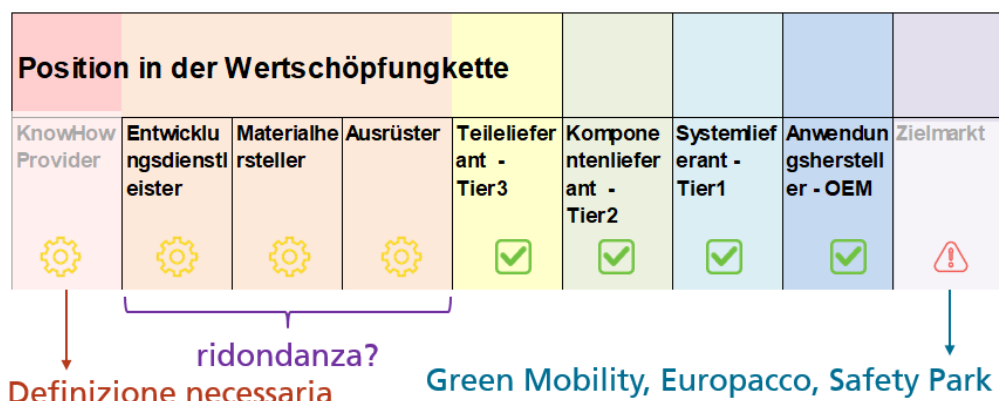 Position in der Wertschöpfungkette
KnowHow
Provider
Entwicklu
ngsdienstl
eister
Materialhe
rsteller
Ausrüster
Teileliefer
ant -
Tier3
Kompone
ntenliefer
ant -
Tier2
Systemlief
erant -
Tier1
Anwendun
gsherstell
er - OEM
Zielmarkt
ridondanza?
Definizione necessaria
Green Mobility, Europacco, Safety Park